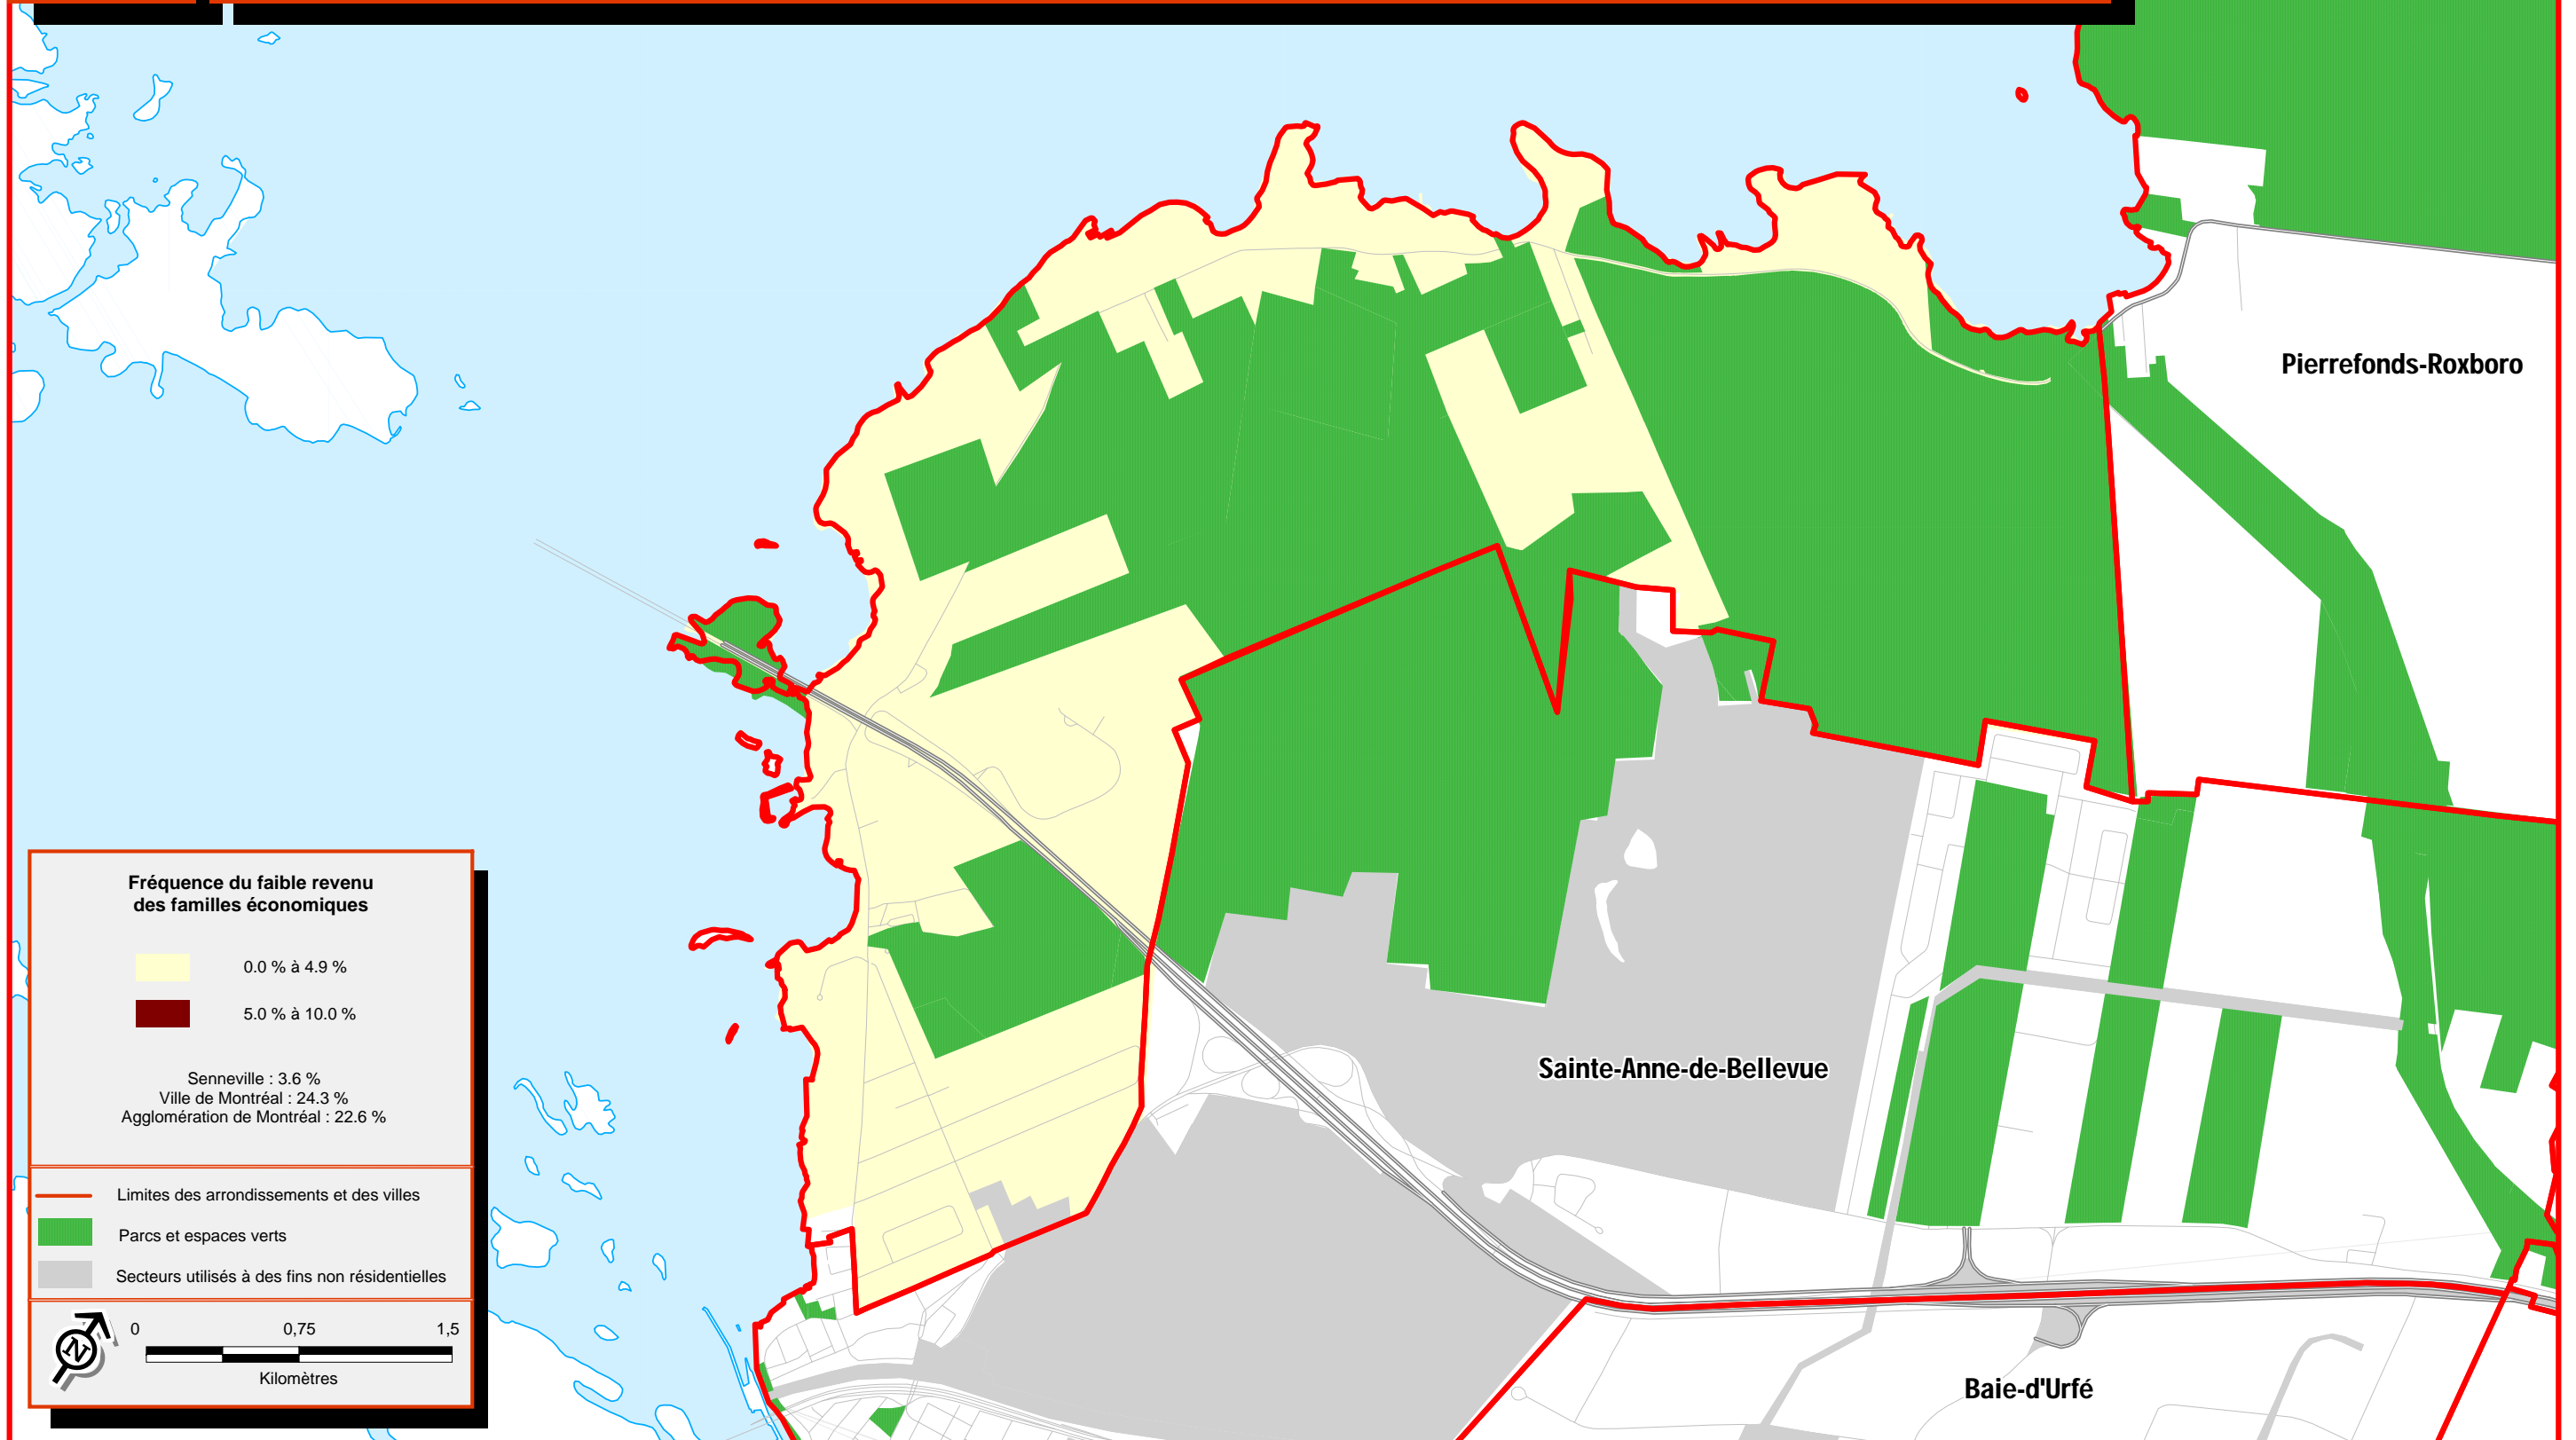 Pierrefonds-Roxboro
Sainte-Anne-de-Bellevue
Baie-d'Urfé
Fréquence du faible revenu
des familles économiques
0.0 % à 4.9 %
5.0 % à 10.0 %
Senneville : 3.6 %
Ville de Montréal : 24.3 %
Agglomération de Montréal : 22.6 %
Limites des arrondissements et des villes
Parcs et espaces verts
Secteurs utilisés à des fins non résidentielles
N
0 0,75 1,5
Kilomètres